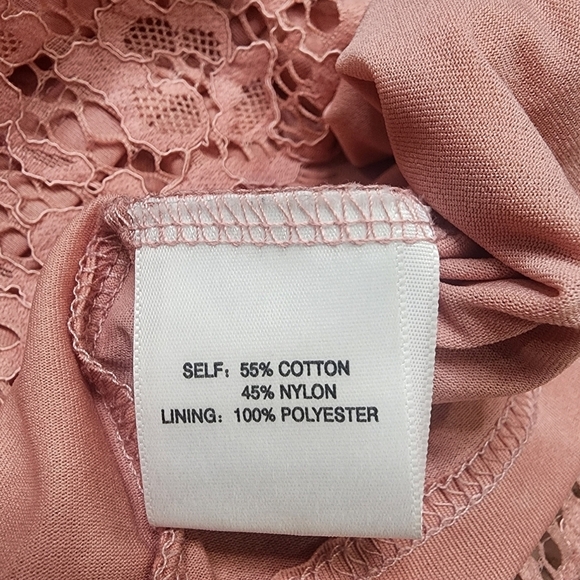 SELF: 55% COTTON
45% NYLON
LINING: 100% POLYESTER